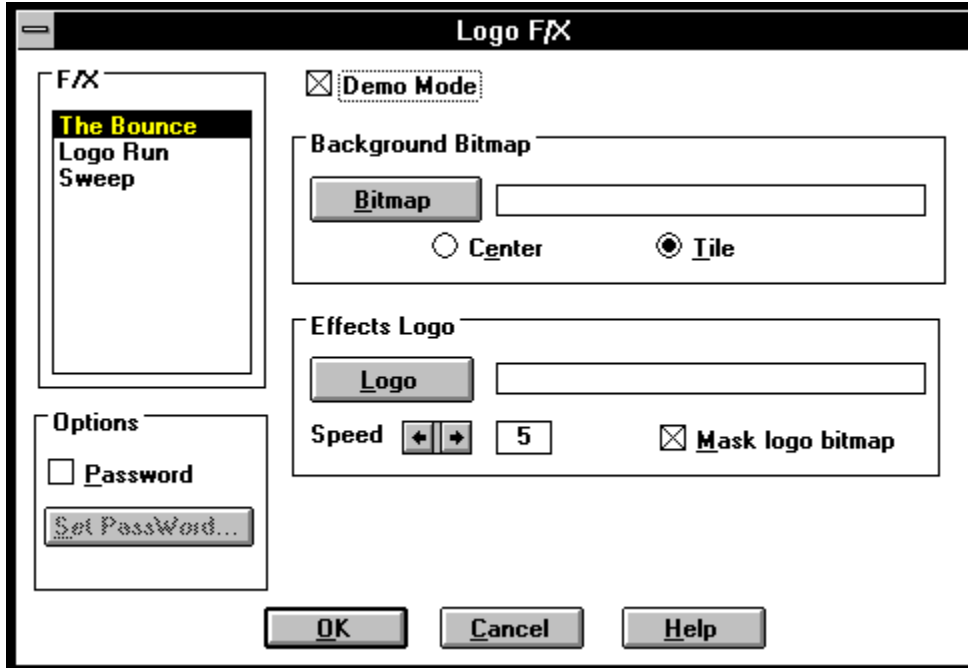 Logo F/X
F/X
The Bounce
Logo Run
Sweep
Demo Mode
Background Bitmap
Bitmap
Center Tile
Effects Logo
Logo
Speed 5 Mask logo bitmap
Options
Password
Set PassWord...
OK Cancel Help